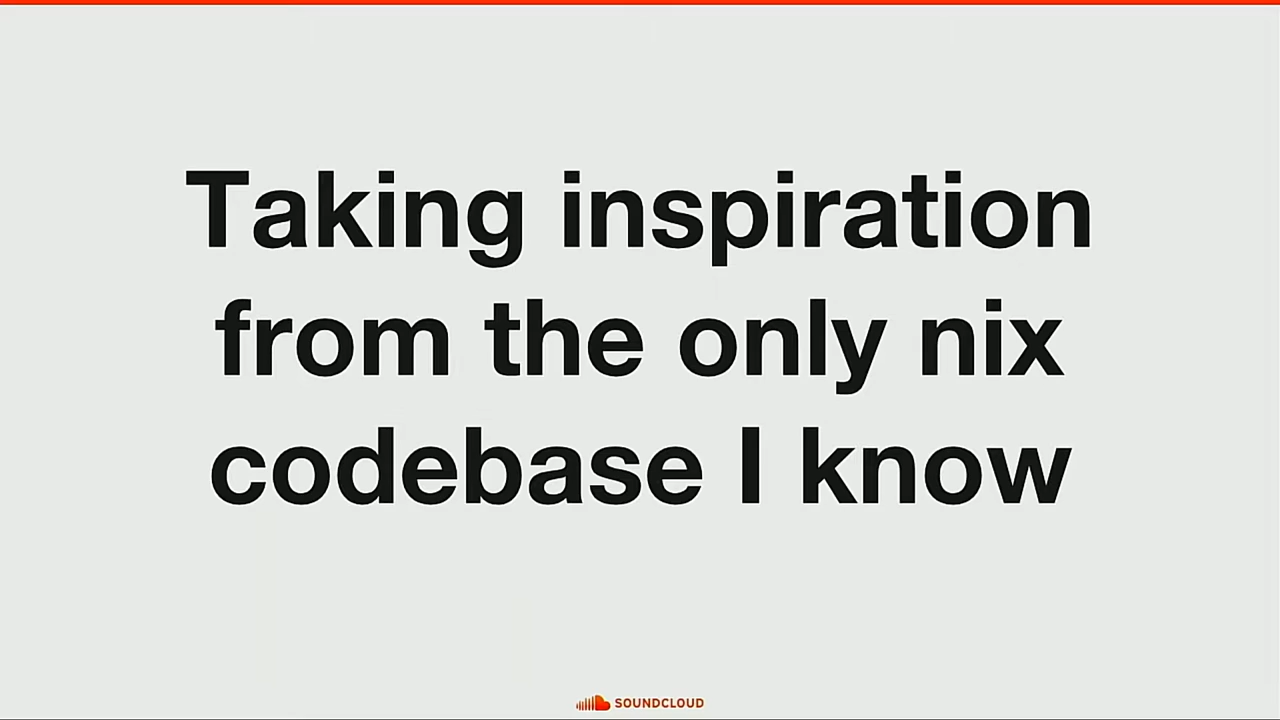 Taking inspiration
from the only nix
codebase I know
SOUNDCLOUD